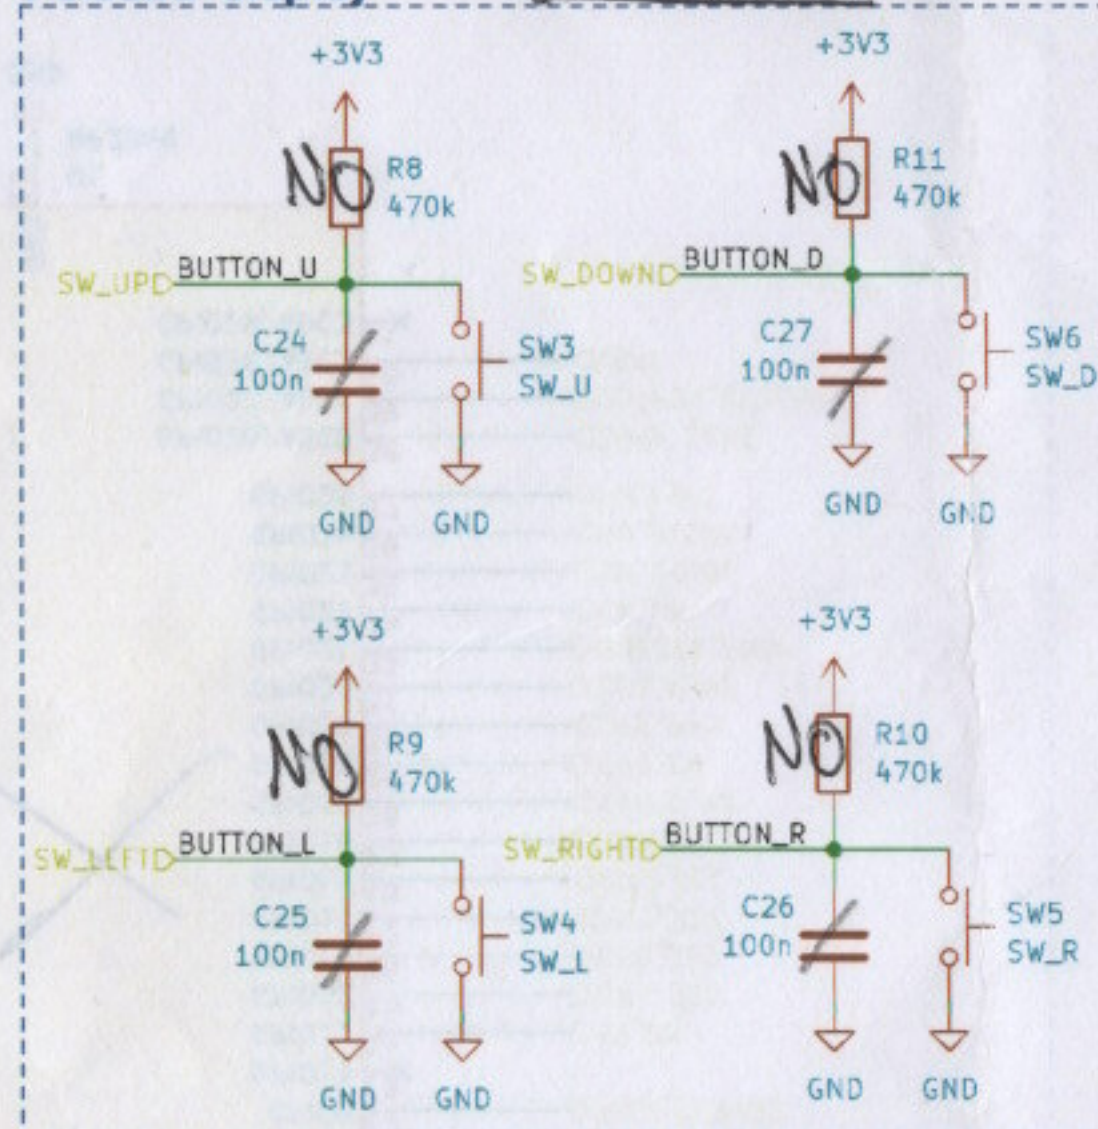 +3V3
+3V3
NO
R8
470k
NO
R11
470k
SW_UP
BUTTON_U
SW_DOWN
BUTTON_D
C24
100n
SW3
SW_U
C27
100n
SW6
SW_D
GND
GND
GND
GND
+3V3
+3V3
NO
R9
470k
NO
R10
470k
SW_LEFT
BUTTON_L
SW_RIGHT
BUTTON_R
C25
100n
SW4
SW_L
C26
100n
SW5
SW_R
GND
GND
GND
GND